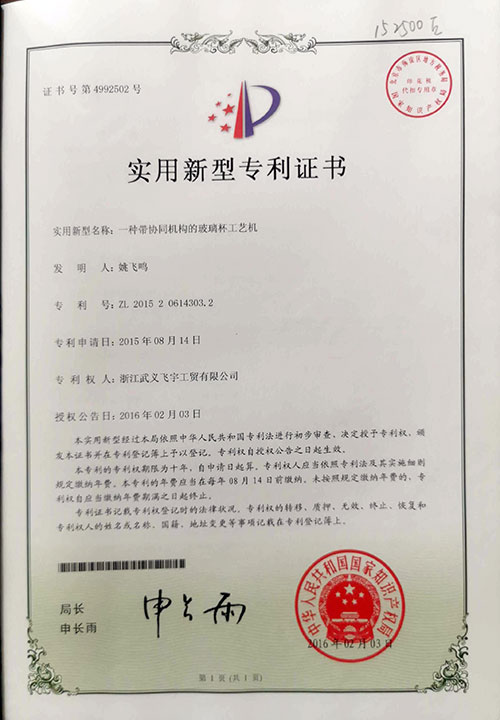 152500
证书号第4992502号
印花税
代扣专用章
国家知识产权局
实用新型专利证书
实用新型名称：一种带协同机构的玻璃杯工艺机
发明人：姚飞鸣
专利号：ZL 2015 2 0614303.2
专利申请日：2015年08月14日
专利权人：浙江武义飞宇工贸有限公司
授权公告日：2016年02月03日
本实用新型经过本局依照中华人民共和国专利法进行初步审查，决定授予专利权，颁
发本证书并在专利登记簿上予以登记。专利权自授权公告之日起生效。
本专利的专利权期限为十年，自申请日起算。专利权人应当依照专利法及其实施细则
规定缴纳年费。本专利的年费应当在每年08月14日前缴纳。未按照规定缴纳年费的，专
利权自应当缴纳年费期满之日起终止。
专利证书记载专利权登记时的法律状况。专利权的转移、质押、无效、终止、恢复和
专利权人的姓名或名称、国籍、地址变更等事项记载在专利登记簿上。
局长
申长雨
申长雨
中华人民共和国国家知识产权局
2016年02月03日
第1页（共1页）